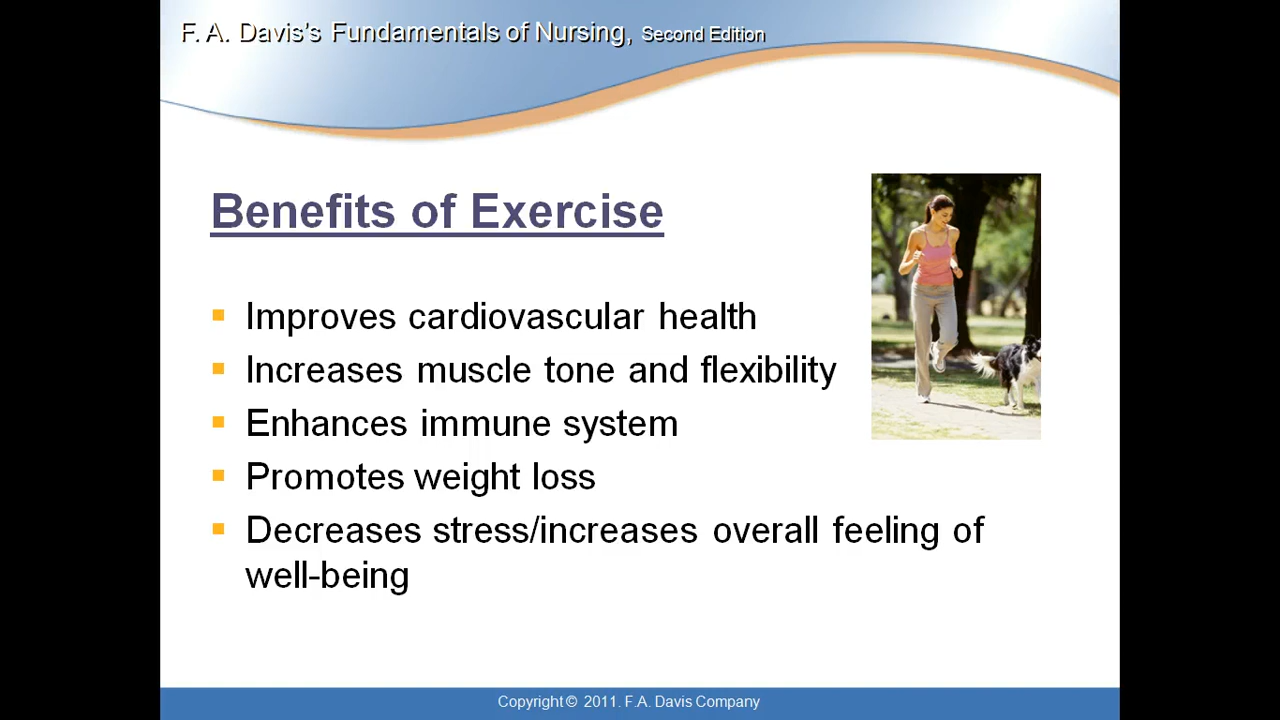 F. A. Davis's Fundamentals of Nursing, Second Edition
Benefits of Exercise
Improves cardiovascular health
Increases muscle tone and flexibility
Enhances immune system
Promotes weight loss
Decreases stress/increases overall feeling of
well-being
Copyright © 2011. F.A. Davis Company